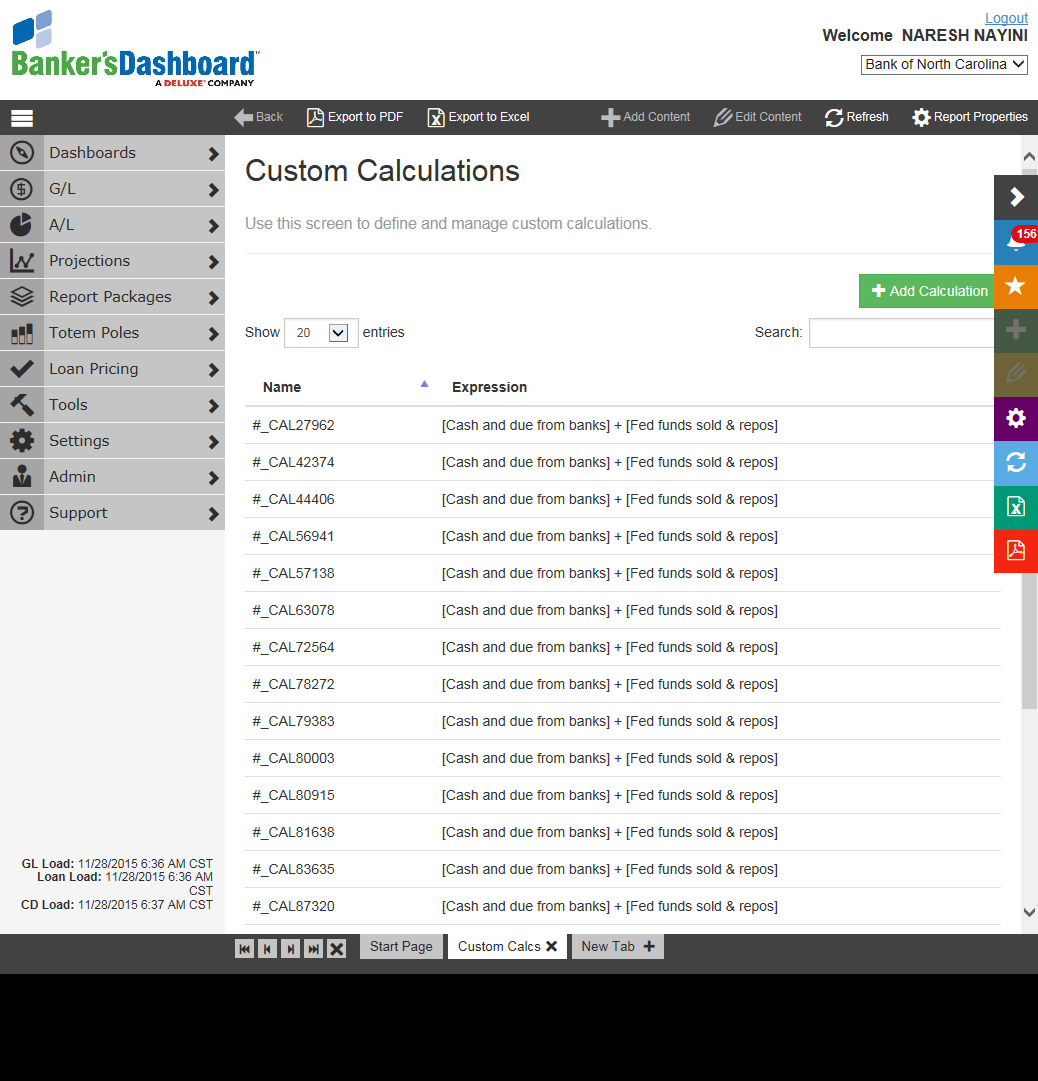 Logout
Welcome NARESH NAYINI
Banker'sDashboard
A DELUXE COMPANY
Bank of North Carolina
Back Export to PDF Export to Excel Add Content Edit Content Refresh Report Properties
Dashboards
G/L
A/L
Projections
Report Packages
Totem Poles
Loan Pricing
Tools
Settings
Admin
Support
GL Load: 11/28/2015 6:36 AM CST
Loan Load: 11/28/2015 6:36 AM
CST
CD Load: 11/28/2015 6:37 AM CST
Custom Calculations
Use this screen to define and manage custom calculations.
156
Add Calculation
Show 20 entries Search:
Name Expression
#_CAL27962 [Cash and due from banks] + [Fed funds sold & repos]
#_CAL42374 [Cash and due from banks] + [Fed funds sold & repos]
#_CAL44406 [Cash and due from banks] + [Fed funds sold & repos]
#_CAL56941 [Cash and due from banks] + [Fed funds sold & repos]
#_CAL57138 [Cash and due from banks] + [Fed funds sold & repos]
#_CAL63078 [Cash and due from banks] + [Fed funds sold & repos]
#_CAL72564 [Cash and due from banks] + [Fed funds sold & repos]
#_CAL78272 [Cash and due from banks] + [Fed funds sold & repos]
#_CAL79383 [Cash and due from banks] + [Fed funds sold & repos]
#_CAL80003 [Cash and due from banks] + [Fed funds sold & repos]
#_CAL80915 [Cash and due from banks] + [Fed funds sold & repos]
#_CAL81638 [Cash and due from banks] + [Fed funds sold & repos]
#_CAL83635 [Cash and due from banks] + [Fed funds sold & repos]
#_CAL87320 [Cash and due from banks] + [Fed funds sold & repos]
Start Page Custom Calcs New Tab